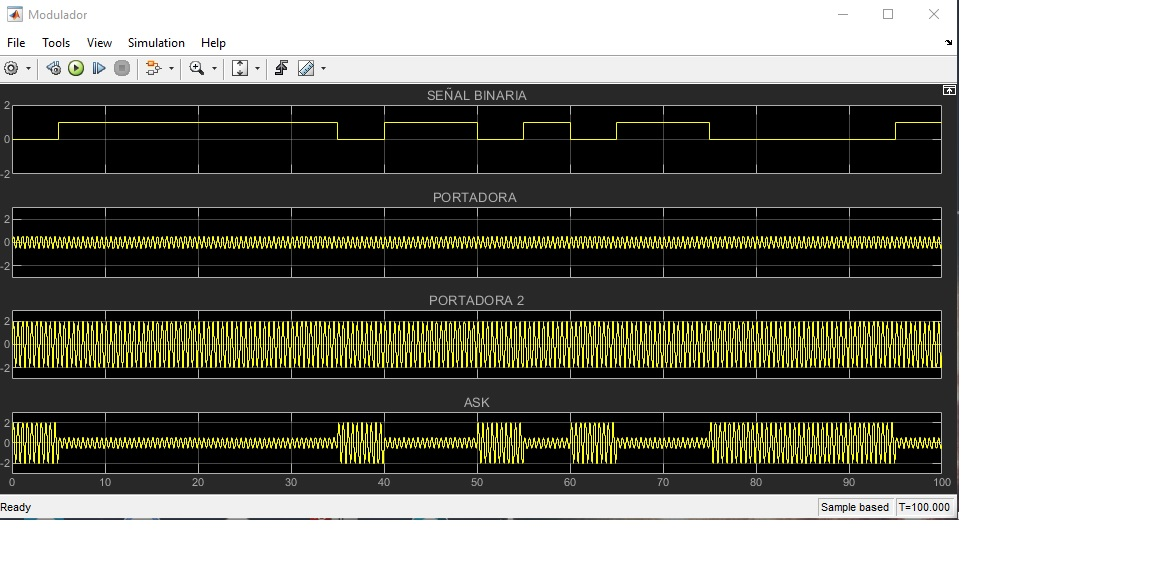 Modulador
File Tools View Simulation Help
SEÑAL BINARIA
2
0
-2
PORTADORA
2
0
-2
PORTADORA 2
2
0
-2
ASK
2
0
-2
0 10 20 30 40 50 60 70 80 90 100
Ready Sample based T=100.000